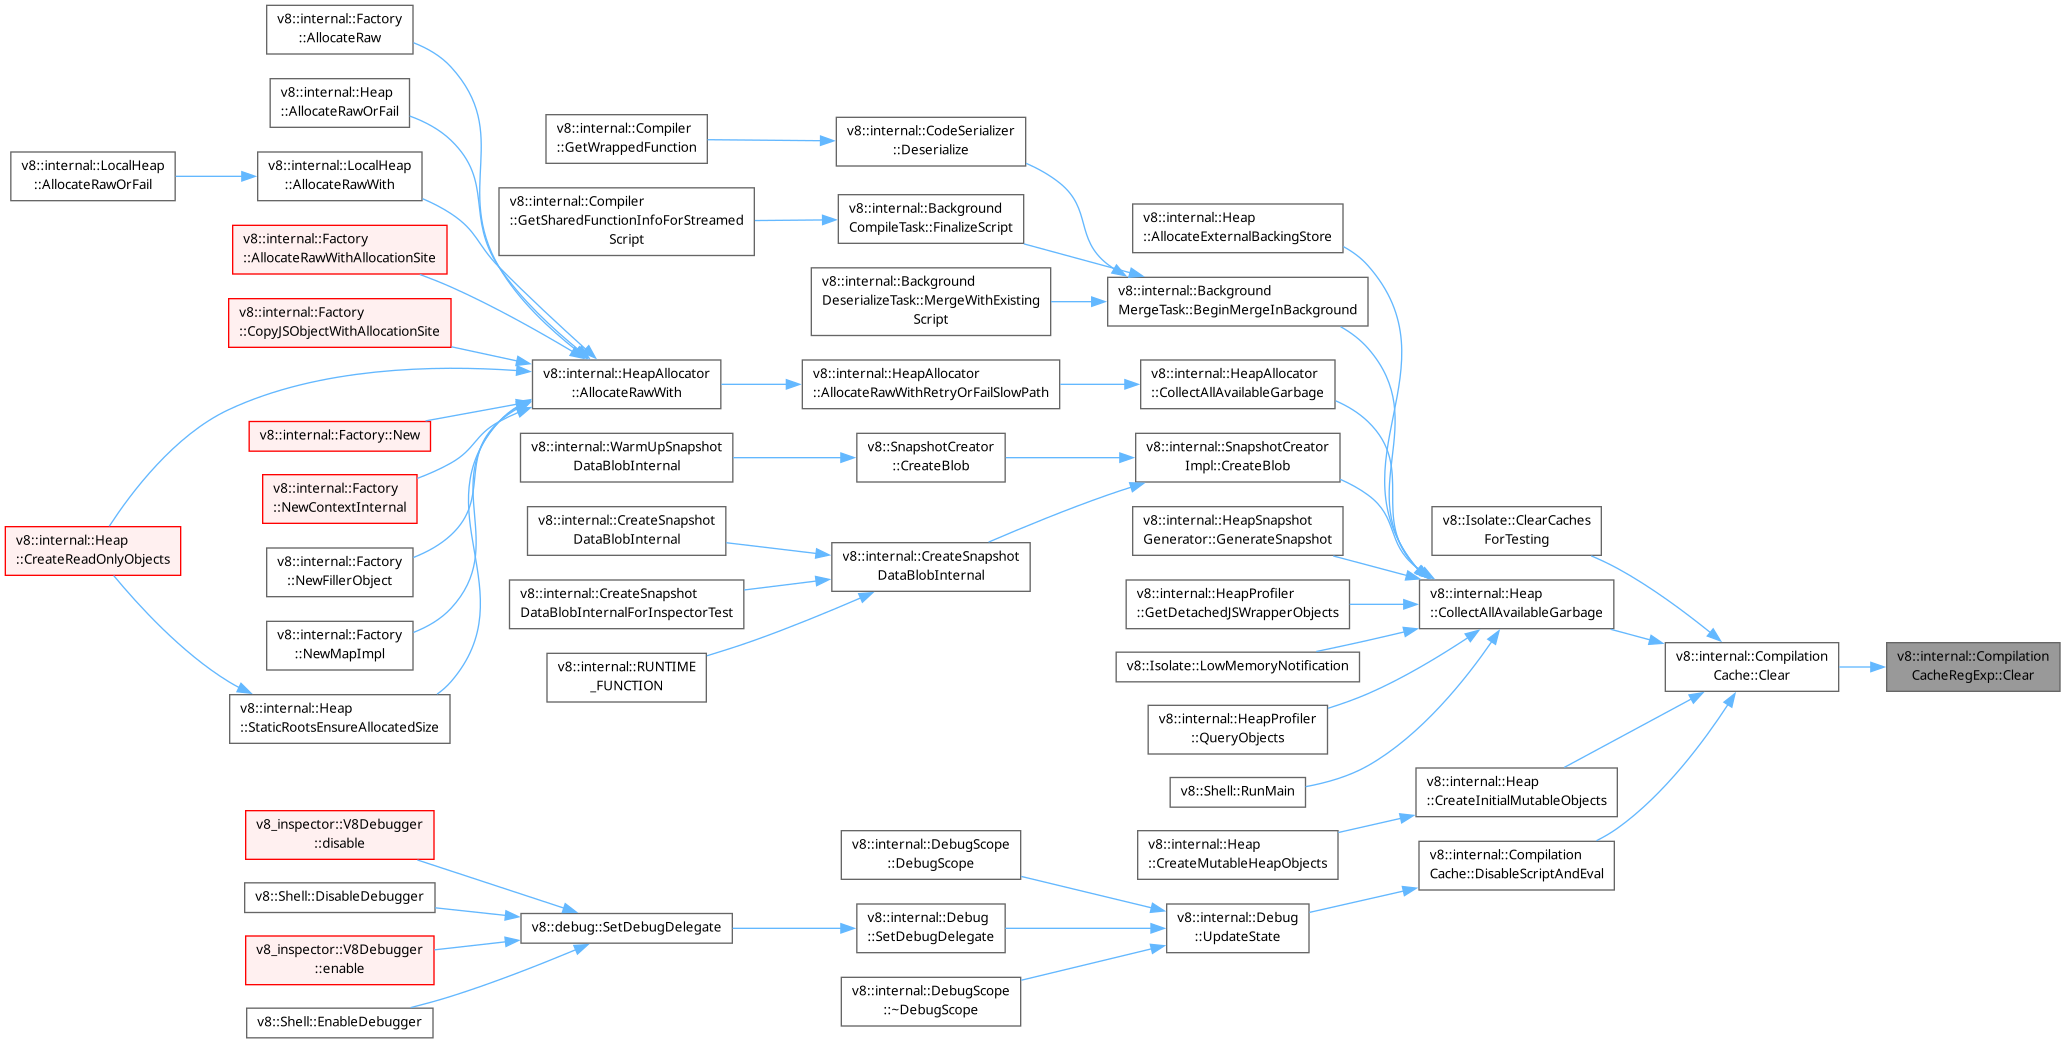 v8::internal::Factory
::AllocateRaw
v8::internal::Heap
::AllocateRawOrFail
v8::internal::LocalHeap
::AllocateRawOrFail
v8::internal::LocalHeap
::AllocateRawWith
v8::internal::Factory
::AllocateRawWithAllocationSite
v8::internal::Factory
::CopyJSObjectWithAllocationSite
v8::internal::Factory::New
v8::internal::Factory
::NewContextInternal
v8::internal::Heap
::CreateReadOnlyObjects
v8::internal::Factory
::NewFillerObject
v8::internal::Factory
::NewMapImpl
v8::internal::Heap
::StaticRootsEnsureAllocatedSize
v8_inspector::V8Debugger
::disable
v8::Shell::DisableDebugger
v8_inspector::V8Debugger
::enable
v8::Shell::EnableDebugger
v8::internal::Compiler
::GetWrappedFunction
v8::internal::Compiler
::GetSharedFunctionInfoForStreamed
Script
v8::internal::HeapAllocator
::AllocateRawWith
v8::internal::WarmUpSnapshot
DataBlobInternal
v8::internal::CreateSnapshot
DataBlobInternal
v8::internal::CreateSnapshot
DataBlobInternalForInspectorTest
v8::internal::RUNTIME
_FUNCTION
v8::debug::SetDebugDelegate
v8::internal::CodeSerializer
::Deserialize
v8::internal::Background
CompileTask::FinalizeScript
v8::internal::Background
DeserializeTask::MergeWithExisting
Script
v8::internal::HeapAllocator
::AllocateRawWithRetryOrFailSlowPath
v8::SnapshotCreator
::CreateBlob
v8::internal::CreateSnapshot
DataBlobInternal
v8::internal::DebugScope
::DebugScope
v8::internal::Debug
::SetDebugDelegate
v8::internal::DebugScope
::~DebugScope
v8::internal::Heap
::AllocateExternalBackingStore
v8::internal::Background
MergeTask::BeginMergeInBackground
v8::internal::HeapAllocator
::CollectAllAvailableGarbage
v8::internal::SnapshotCreator
Impl::CreateBlob
v8::internal::HeapSnapshot
Generator::GenerateSnapshot
v8::internal::HeapProfiler
::GetDetachedJSWrapperObjects
v8::Isolate::LowMemoryNotification
v8::internal::HeapProfiler
::QueryObjects
v8::Shell::RunMain
v8::internal::Heap
::CreateMutableHeapObjects
v8::internal::Debug
::UpdateState
v8::Isolate::ClearCaches
ForTesting
v8::internal::Heap
::CollectAllAvailableGarbage
v8::internal::Heap
::CreateInitialMutableObjects
v8::internal::Compilation
Cache::DisableScriptAndEval
v8::internal::Compilation
Cache::Clear
v8::internal::Compilation
CacheRegExp::Clear